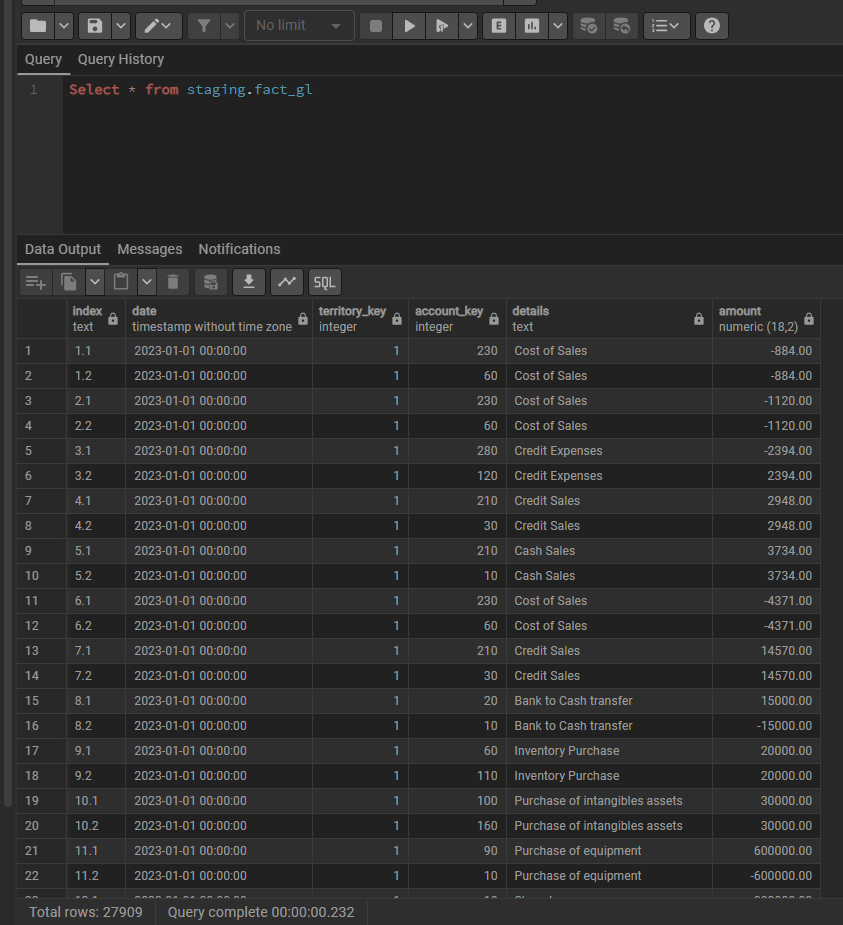 No limit
E
SQL
Query Query History
1 Select * from staging.fact_gl
Data Output Messages Notifications
SQL
index date territory_key account_key details amount
text timestamp without time zone integer integer text numeric (18,2)
1 1.1 2023-01-01 00:00:00 1 230 Cost of Sales -884.00
2 1.2 2023-01-01 00:00:00 1 60 Cost of Sales -884.00
3 2.1 2023-01-01 00:00:00 1 230 Cost of Sales -1120.00
4 2.2 2023-01-01 00:00:00 1 60 Cost of Sales -1120.00
5 3.1 2023-01-01 00:00:00 1 280 Credit Expenses -2394.00
6 3.2 2023-01-01 00:00:00 1 120 Credit Expenses 2394.00
7 4.1 2023-01-01 00:00:00 1 210 Credit Sales 2948.00
8 4.2 2023-01-01 00:00:00 1 30 Credit Sales 2948.00
9 5.1 2023-01-01 00:00:00 1 210 Cash Sales 3734.00
10 5.2 2023-01-01 00:00:00 1 10 Cash Sales 3734.00
11 6.1 2023-01-01 00:00:00 1 230 Cost of Sales -4371.00
12 6.2 2023-01-01 00:00:00 1 60 Cost of Sales -4371.00
13 7.1 2023-01-01 00:00:00 1 210 Credit Sales 14570.00
14 7.2 2023-01-01 00:00:00 1 30 Credit Sales 14570.00
15 8.1 2023-01-01 00:00:00 1 20 Bank to Cash transfer 15000.00
16 8.2 2023-01-01 00:00:00 1 10 Bank to Cash transfer -15000.00
17 9.1 2023-01-01 00:00:00 1 60 Inventory Purchase 20000.00
18 9.2 2023-01-01 00:00:00 1 110 Inventory Purchase 20000.00
19 10.1 2023-01-01 00:00:00 1 100 Purchase of intangibles assets 30000.00
20 10.2 2023-01-01 00:00:00 1 160 Purchase of intangibles assets 30000.00
21 11.1 2023-01-01 00:00:00 1 90 Purchase of equipment 600000.00
22 11.2 2023-01-01 00:00:00 1 10 Purchase of equipment -600000.00
Total rows: 27909 Query complete 00:00:00.232